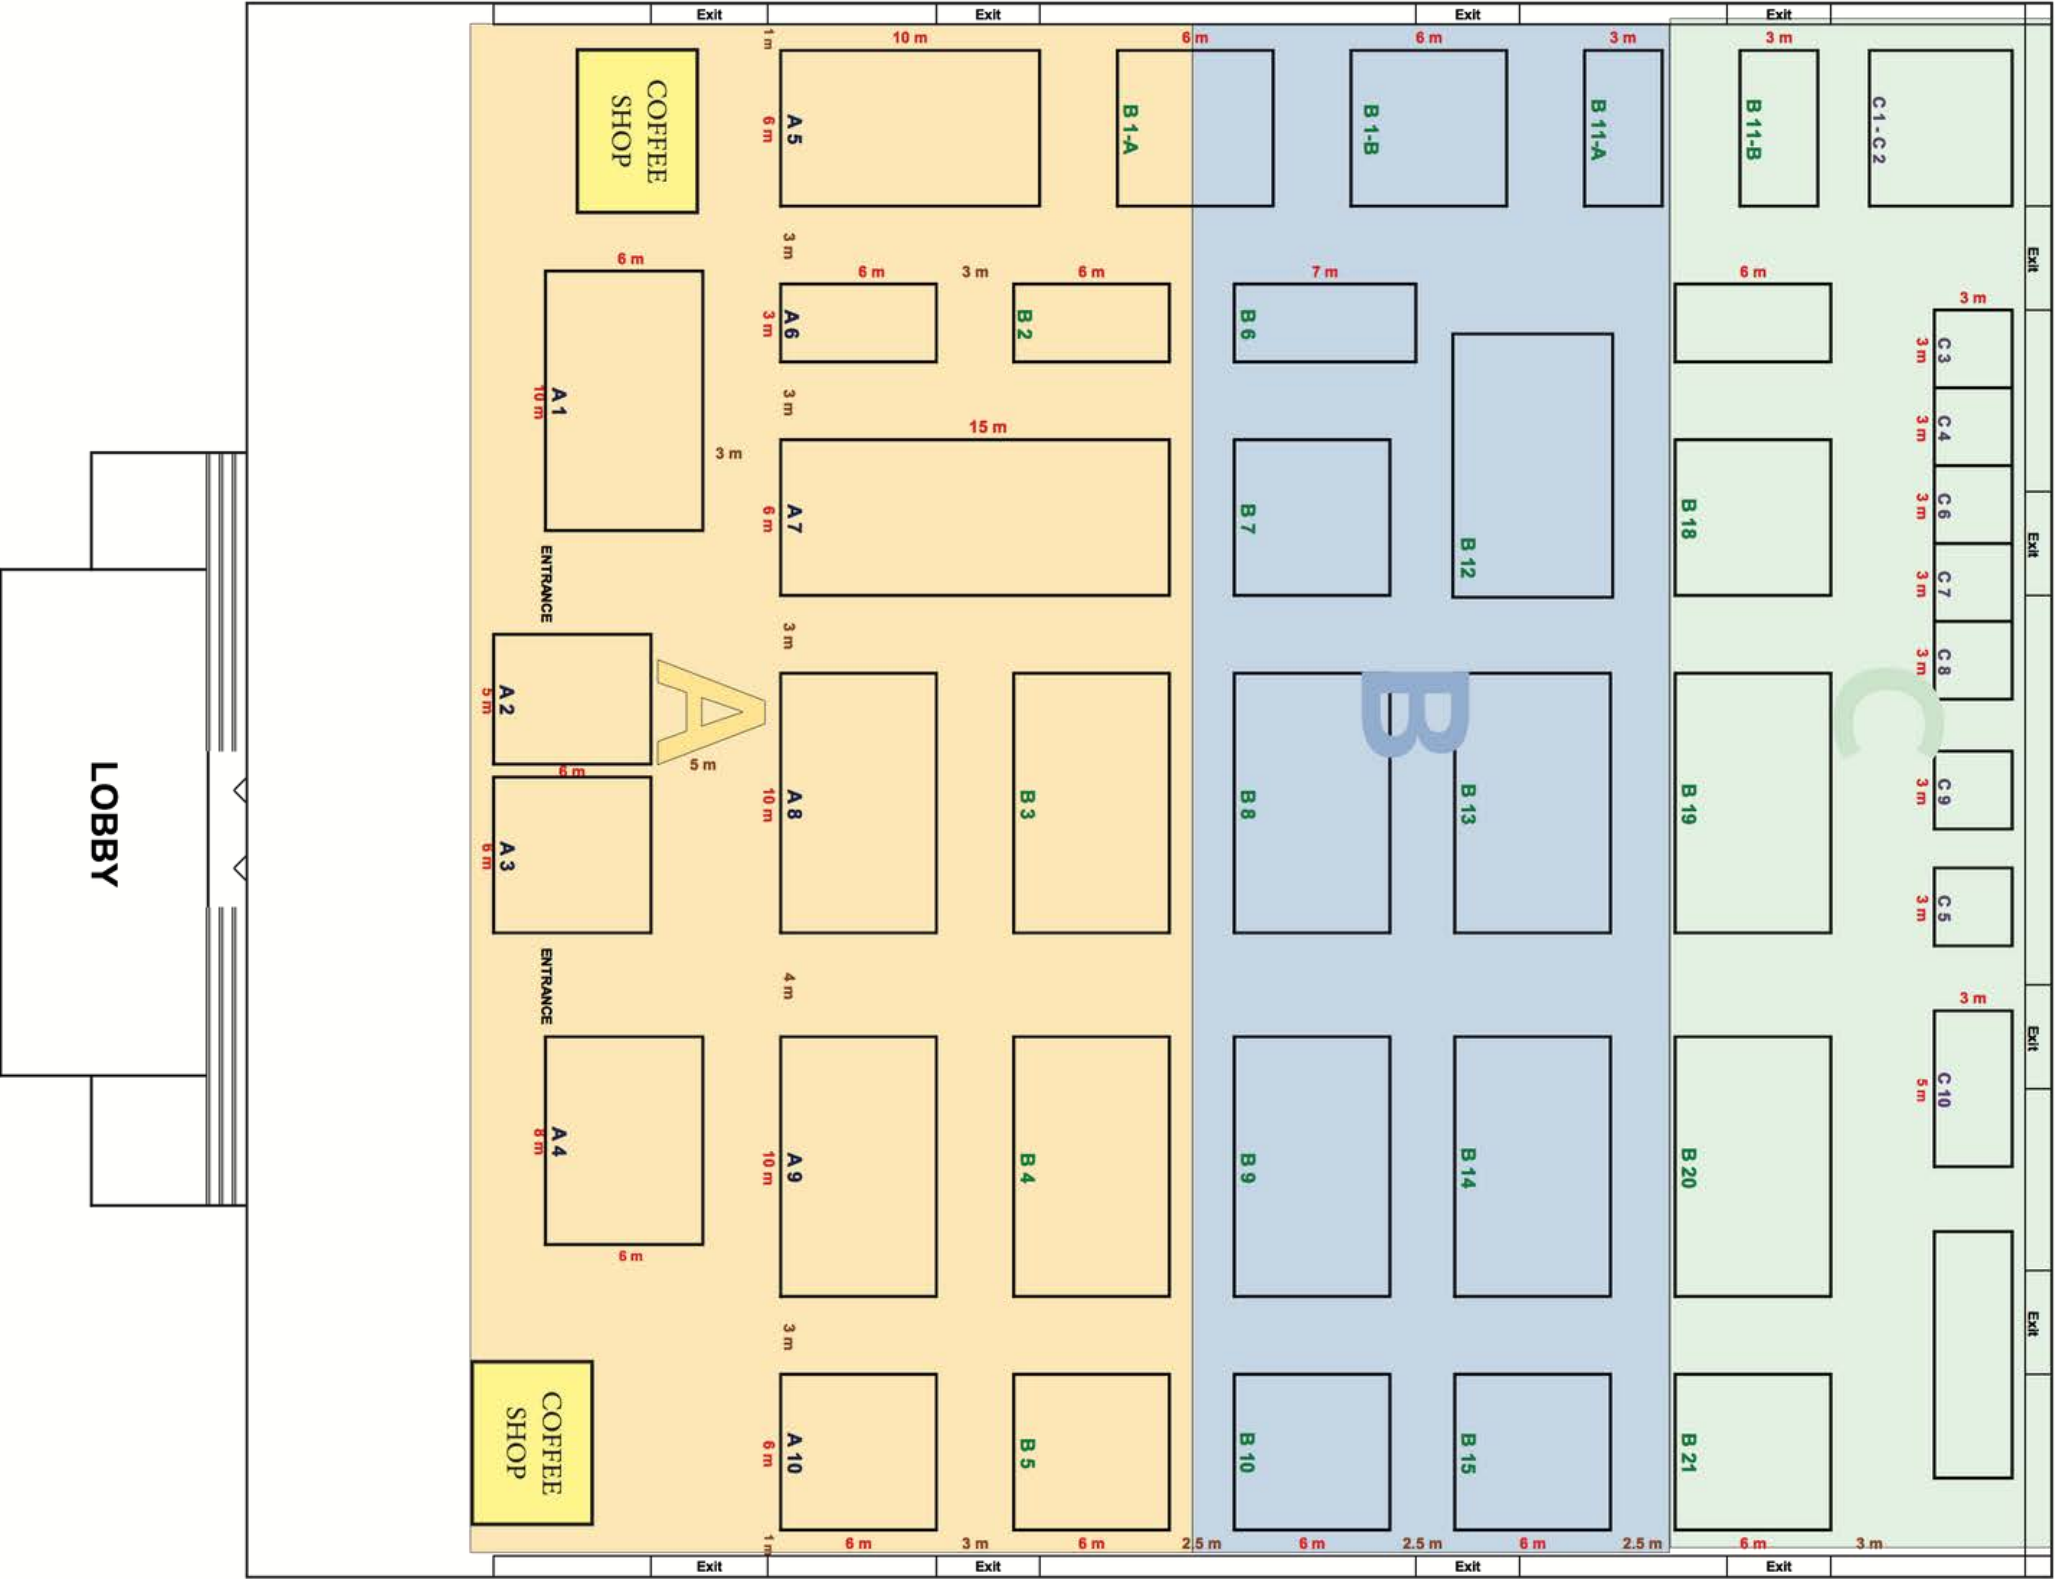 Exit
Exit
Exit
Exit
1 m
10 m
6 m
6 m
3 m
3 m
COFFEE
SHOP
A 5
6 m
B 1-A
B 1-B
B 11-A
B 11-B
C 1 - C 2
3 m
Exit
6 m
6 m
3 m
6 m
7 m
6 m
3 m
A 6
3 m
B 2
B 6
C 3
3 m
A 1
10 m
3 m
3 m
15 m
C 4
3 m
A 7
6 m
B 7
B 12
B 18
C 6
3 m
Exit
ENTRANCE
C 7
3 m
3 m
A 2
5 m
A
B
C
C 8
3 m
6 m
5 m
LOBBY
A 3
6 m
A 8
10 m
B 3
B 8
B 13
B 19
C 9
3 m
C 5
3 m
ENTRANCE
4 m
3 m
Exit
A 4
8 m
6 m
A 9
10 m
B 4
B 9
B 14
B 20
C 10
5 m
3 m
Exit
COFFEE
SHOP
A 10
6 m
B 5
B 10
B 15
B 21
1 m
6 m
3 m
6 m
2.5 m
6 m
2.5 m
6 m
2.5 m
6 m
3 m
Exit
Exit
Exit
Exit